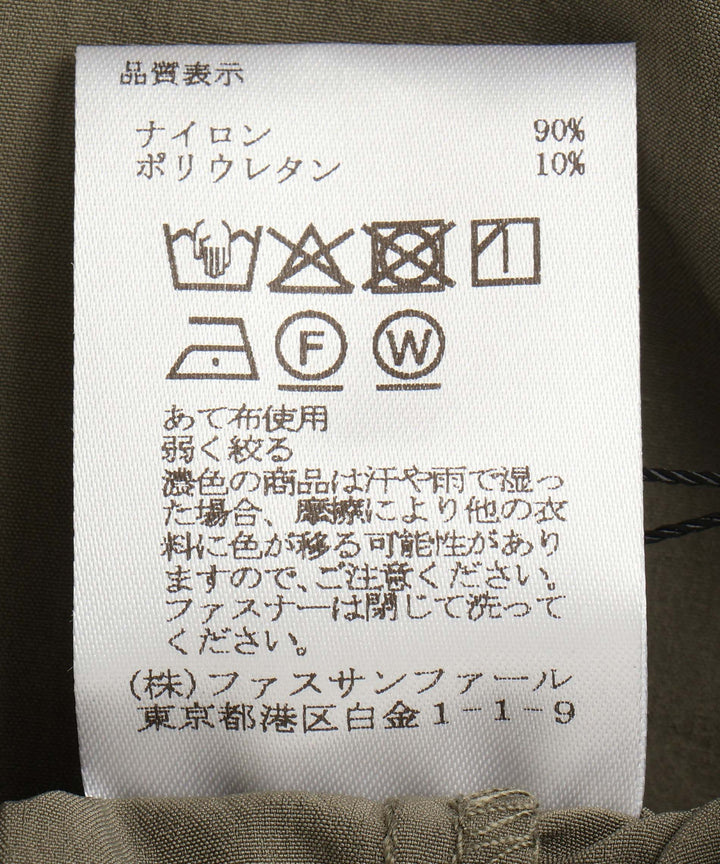 品質表示
ナイロン 90%
ポリウレタン 10%
F W
あて布使用
弱く絞る
濃色の商品は汗や雨で湿っ
た場合、摩擦により他の衣
料に色が移る可能性があり
ますので、ご注意ください。
ファスナーは閉じて洗って
ください。
(株)ファスサンファール
東京都港区白金1-1-9